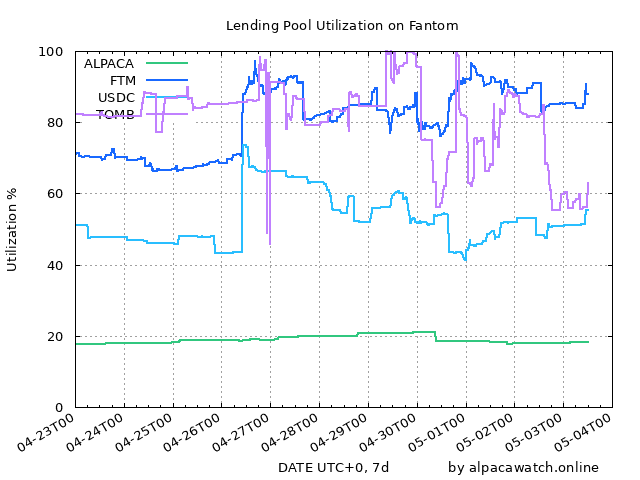 Lending Pool Utilization on Fantom
100
80
60
40
20
0
Utilization %
ALPACA
FTM
USDC
TOMB
04-23T00
04-24T00
04-25T00
04-26T00
04-27T00
04-28T00
04-29T00
04-30T00
05-01T00
05-02T00
05-03T00
05-04T00
DATE UTC+0, 7d
by alpacawatch.online